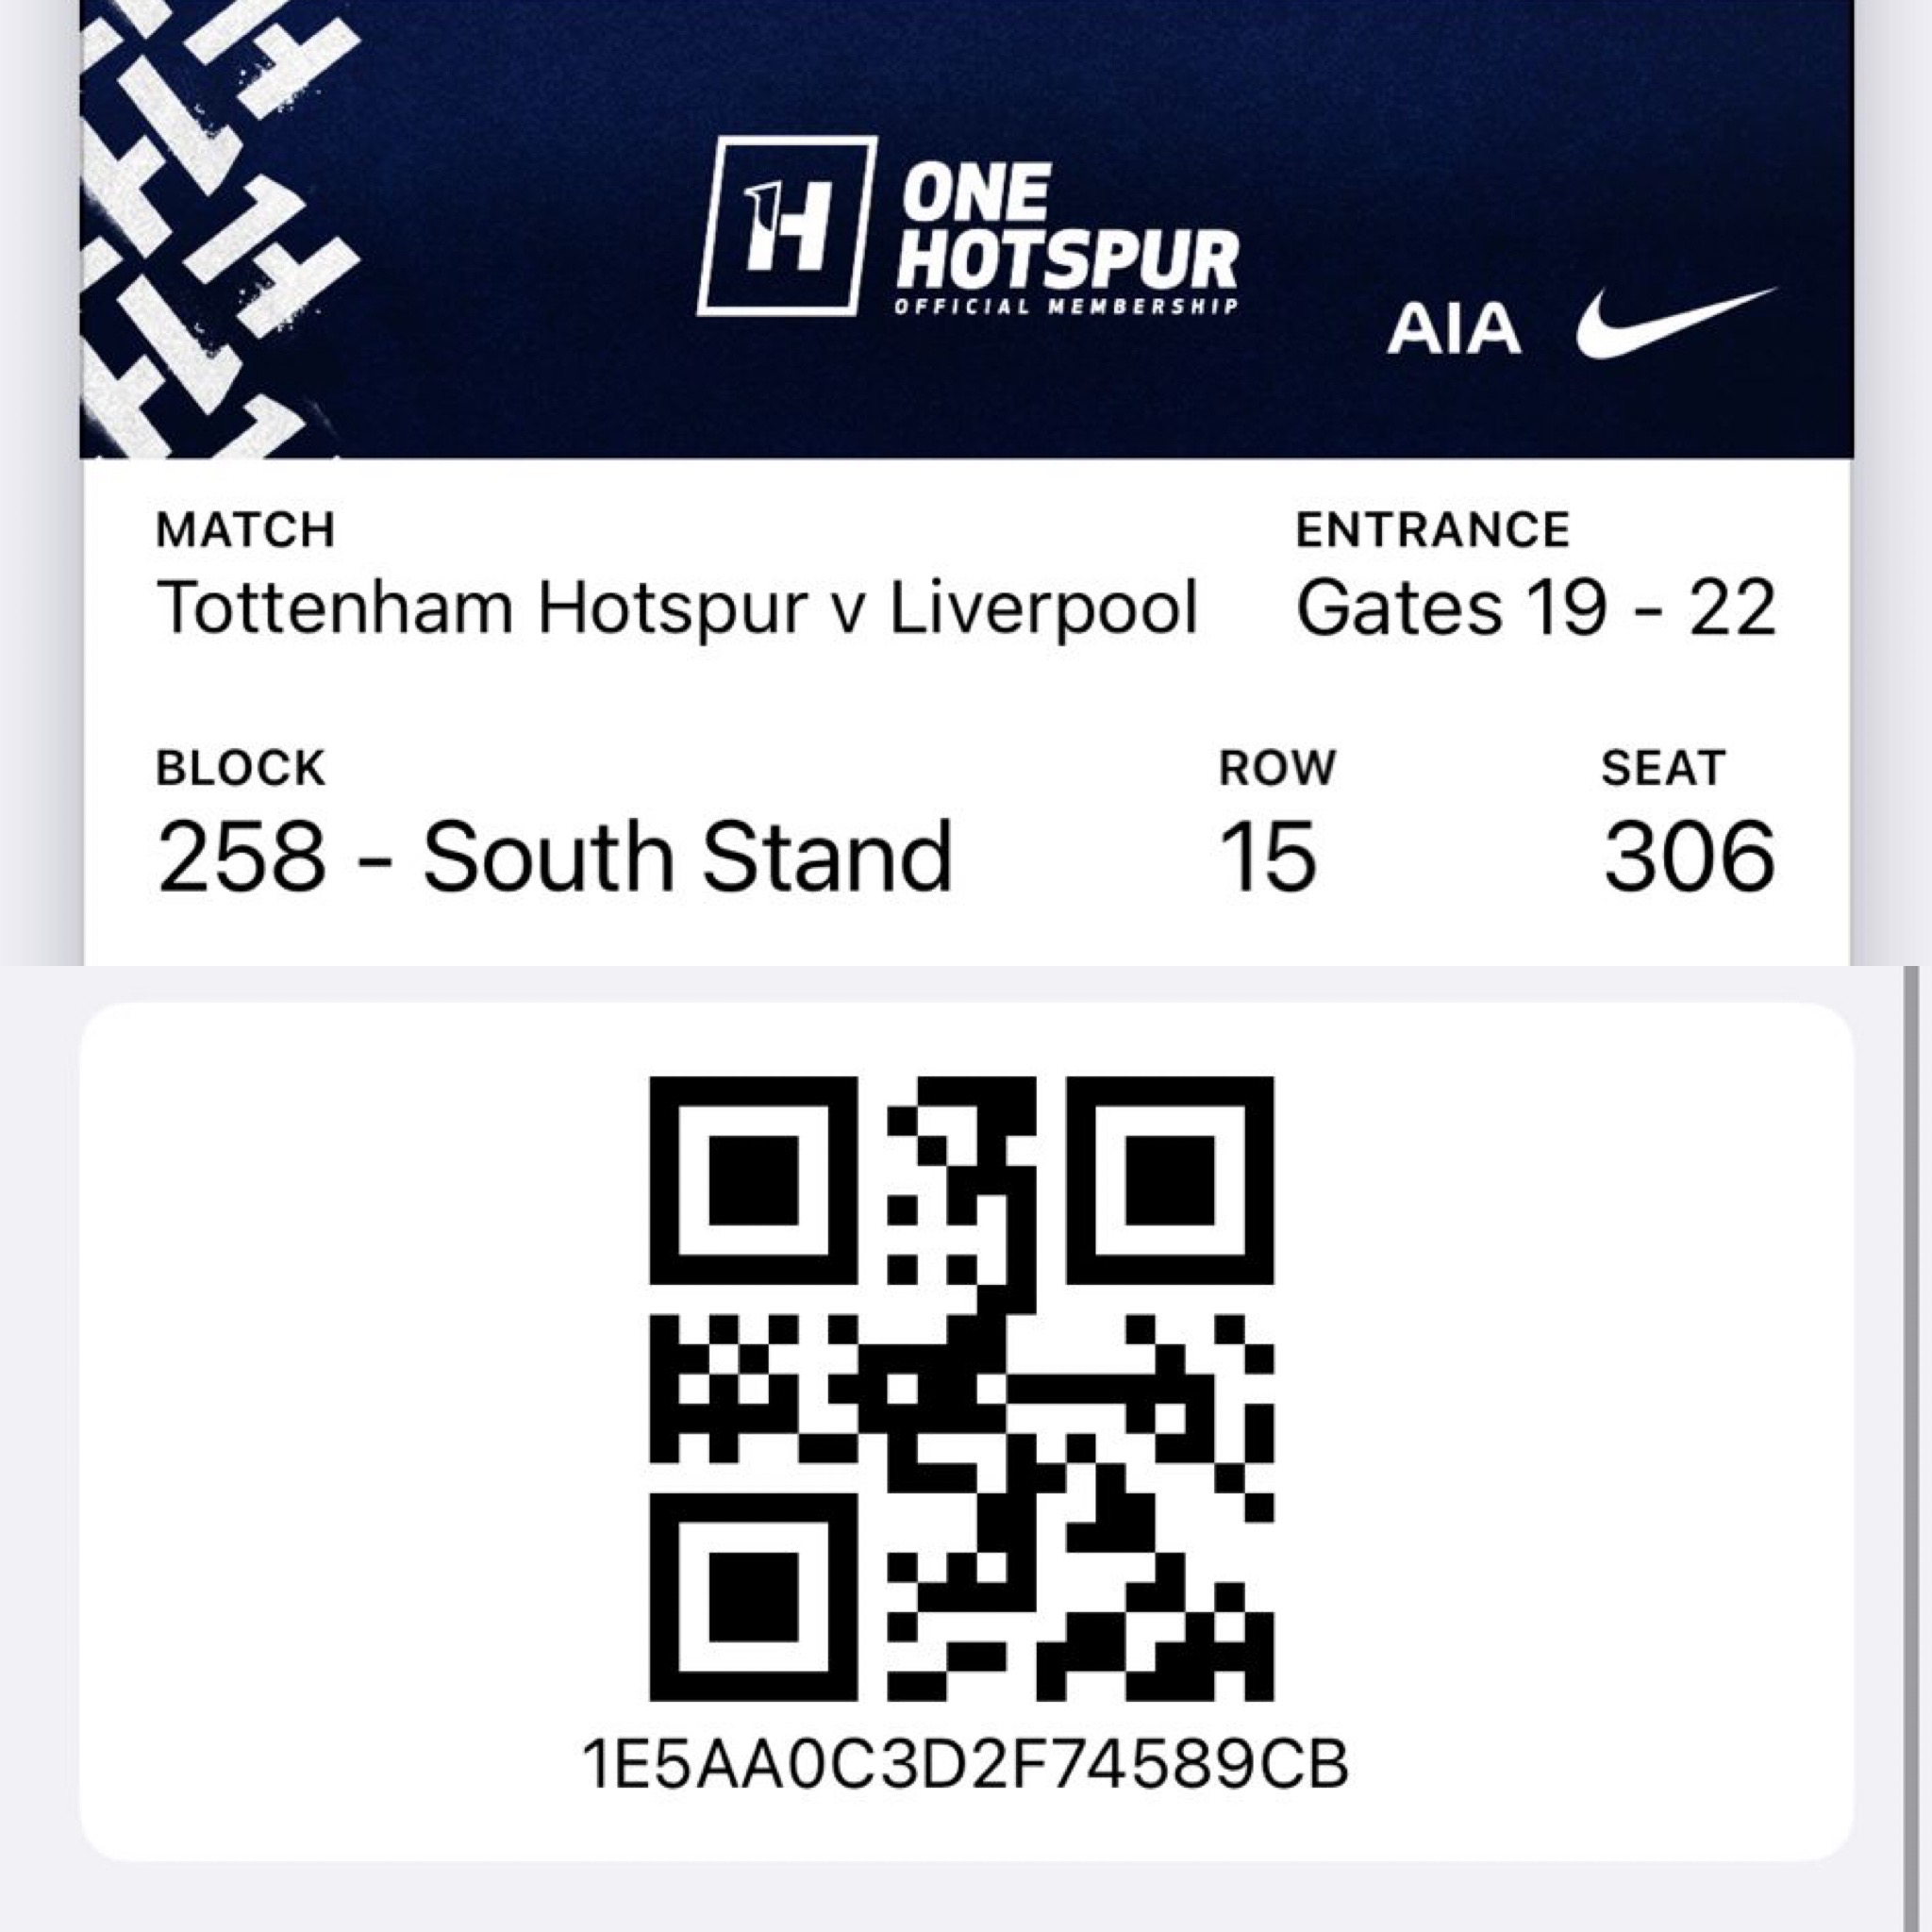 ONE
HOTSPUR
OFFICIAL MEMBERSHIP
AIA
MATCH
ENTRANCE
Tottenham Hotspur v Liverpool
Gates 19 - 22
BLOCK
ROW
SEAT
258 - South Stand
15
306
1E5AA0C3D2F74589CB